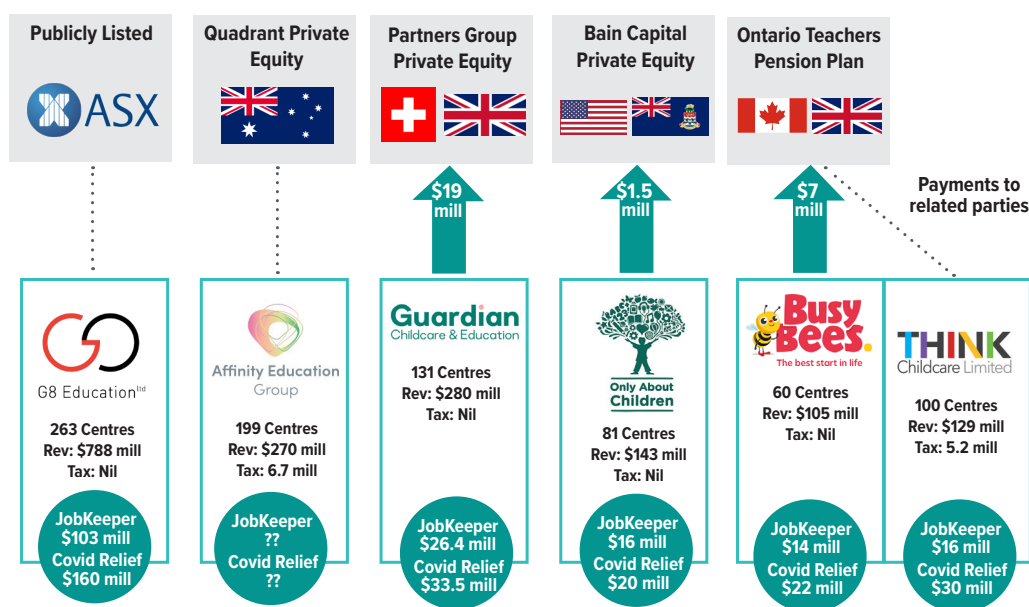 Publicly Listed
ASX
Quadrant Private
Equity
Partners Group
Private Equity
Bain Capital
Private Equity
Ontario Teachers
Pension Plan
$19
mill
$1.5
mill
$7
mill
Payments to
related parties
G8 Education ltd
263 Centres
Rev: $788 mill
Tax: Nil
JobKeeper
$103 mill
Covid Relief
$160 mill
Affinity Education
Group
199 Centres
Rev: $270 mill
Tax: 6.7 mill
JobKeeper
??
Covid Relief
??
Guardian
Childcare & Education
131 Centres
Rev: $280 mill
Tax: Nil
JobKeeper
$26.4 mill
Covid Relief
$33.5 mill
Only About
Children
81 Centres
Rev: $143 mill
Tax: Nil
JobKeeper
$16 mill
Covid Relief
$20 mill
Busy
Bees.
The best start in life
60 Centres
Rev: $105 mill
Tax: Nil
JobKeeper
$14 mill
Covid Relief
$22 mill
THINK
Childcare Limited
100 Centres
Rev: $129 mill
Tax: 5.2 mill
JobKeeper
$16 mill
Covid Relief
$30 mill